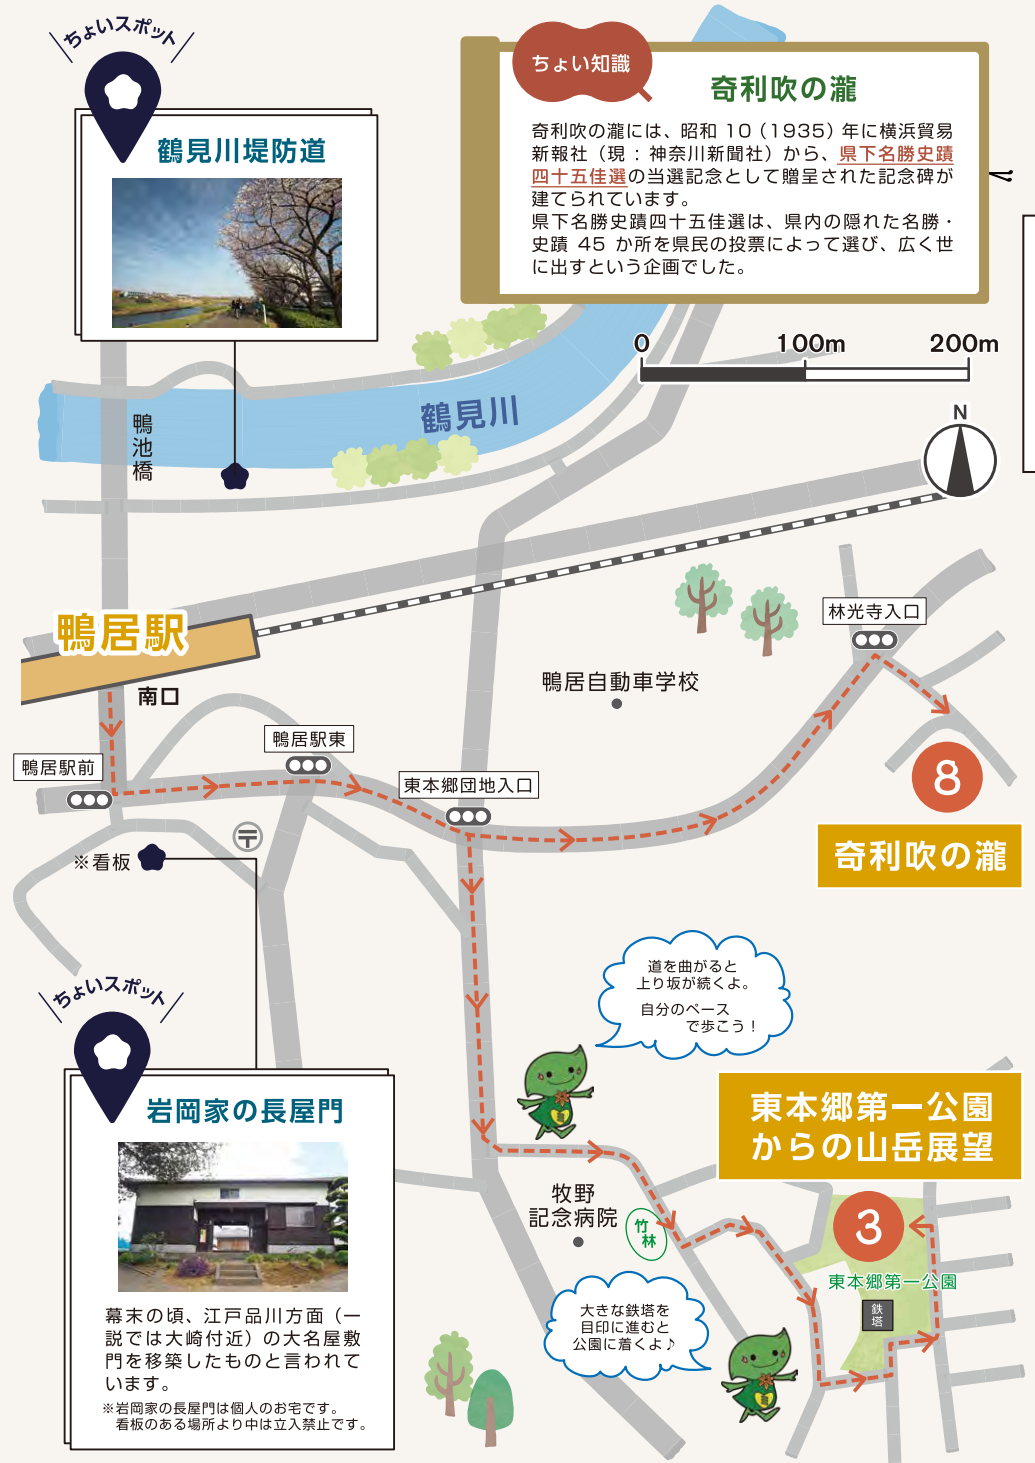 ちょいスポット
鶴見川堤防道
ちょい知識
奇利吹の瀧
奇利吹の瀧には、昭和 10（1935）年に横浜貿易
新報社（現：神奈川新聞社）から、県下名勝史蹟
四十五佳選の当選記念として贈呈された記念碑が
建てられています。
県下名勝史蹟四十五佳選は、県内の隠れた名勝・
史蹟 45 か所を県民の投票によって選び、広く世
に出すという企画でした。
0 100m 200m
N
鶴見川
鴨池橋
鴨居駅
南口
林光寺入口
鴨居自動車学校
鴨居駅東
鴨居駅前
東本郷団地入口
8
奇利吹の瀧
〒
※看板
道を曲がると
上り坂が続くよ。
自分のペース
で歩こう！
ちょいスポット
岩岡家の長屋門
幕末の頃、江戸品川方面（一
説では大崎付近）の大名屋敷
門を移築したものと言われて
います。
※岩岡家の長屋門は個人のお宅です。
看板のある場所より中は立入禁止です。
東本郷第一公園
からの山岳展望
牧野
記念病院
竹林
3
東本郷第一公園
鉄塔
大きな鉄塔を
目印に進むと
公園に着くよ♪